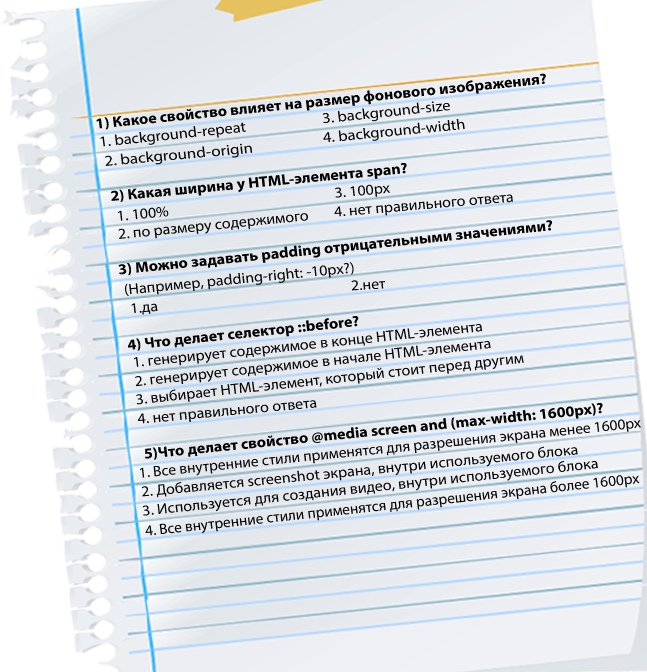 1) Какое свойство влияет на размер фонового изображения?
1. background-repeat 3. background-size
2. background-origin 4. background-width
2) Какая ширина у HTML-элемента span?
1. 100% 3. 100px
2. по размеру содержимого 4. нет правильного ответа
3) Можно задавать padding отрицательными значениями?
(Например, padding-right: -10px?)
1.да 2.нет
4) Что делает селектор ::before?
1. генерирует содержимое в конце HTML-элемента
2. генерирует содержимое в начале HTML-элемента
3. выбирает HTML-элемент, который стоит перед другим
4. нет правильного ответа
5)Что делает свойство @media screen and (max-width: 1600px)?
1. Все внутренние стили применятся для разрешения экрана менее 1600px
2. Добавляется screenshot экрана, внутри используемого блока
3. Используется для создания видео, внутри используемого блока
4. Все внутренние стили применятся для разрешения экрана более 1600px